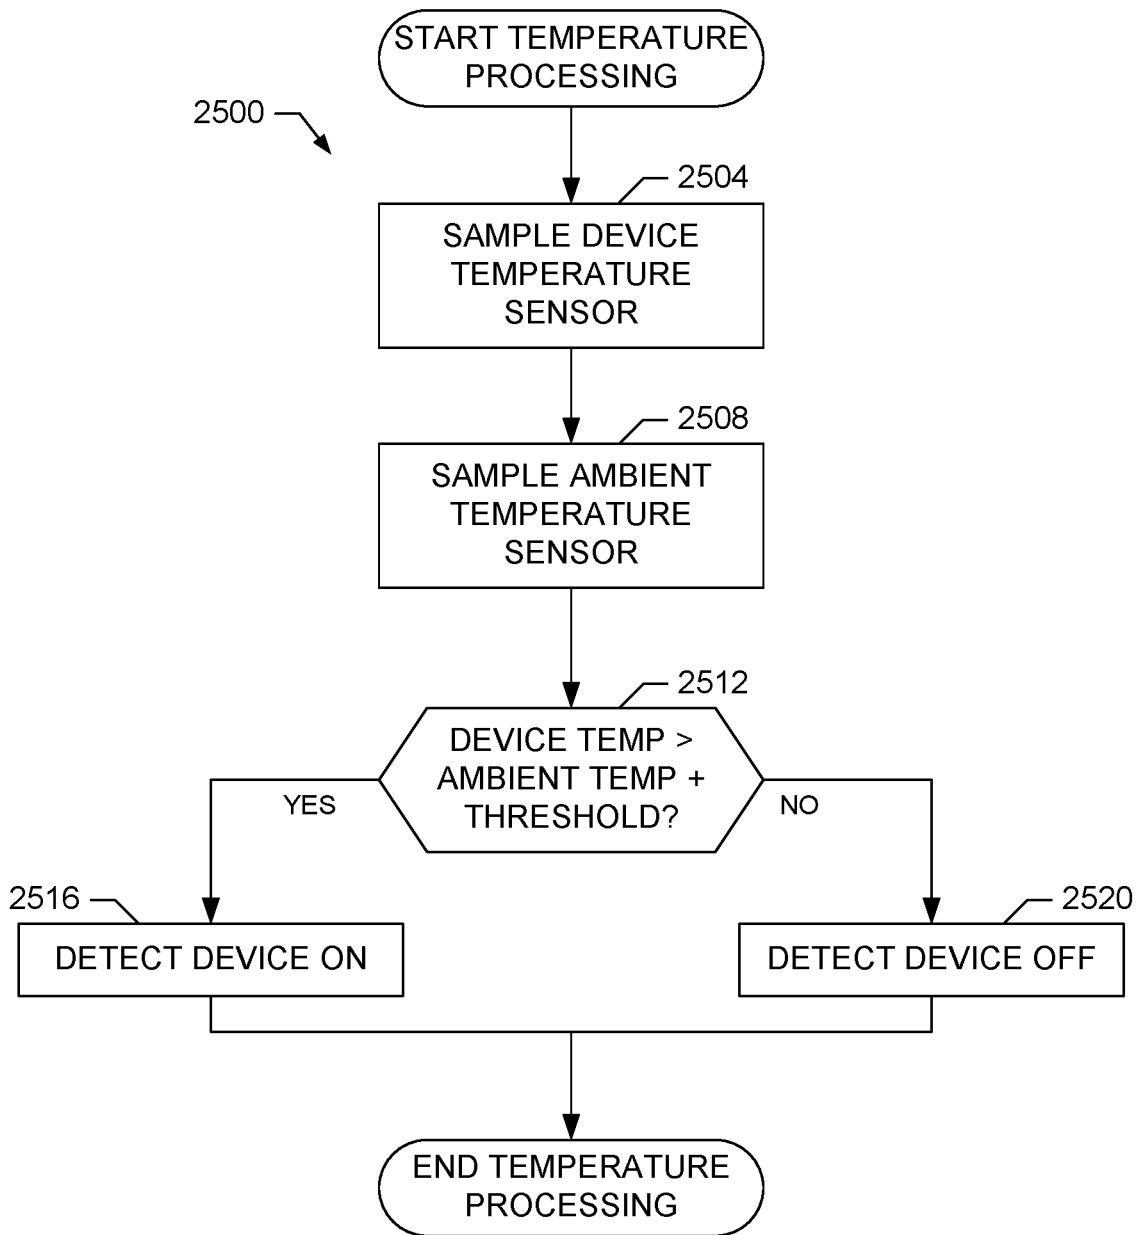 START TEMPERATURE
PROCESSING
2500
2504
SAMPLE DEVICE
TEMPERATURE
SENSOR
2508
SAMPLE AMBIENT
TEMPERATURE
SENSOR
2512
DEVICE TEMP >
AMBIENT TEMP +
THRESHOLD?
YES
NO
2516
DETECT DEVICE ON
2520
DETECT DEVICE OFF
END TEMPERATURE
PROCESSING